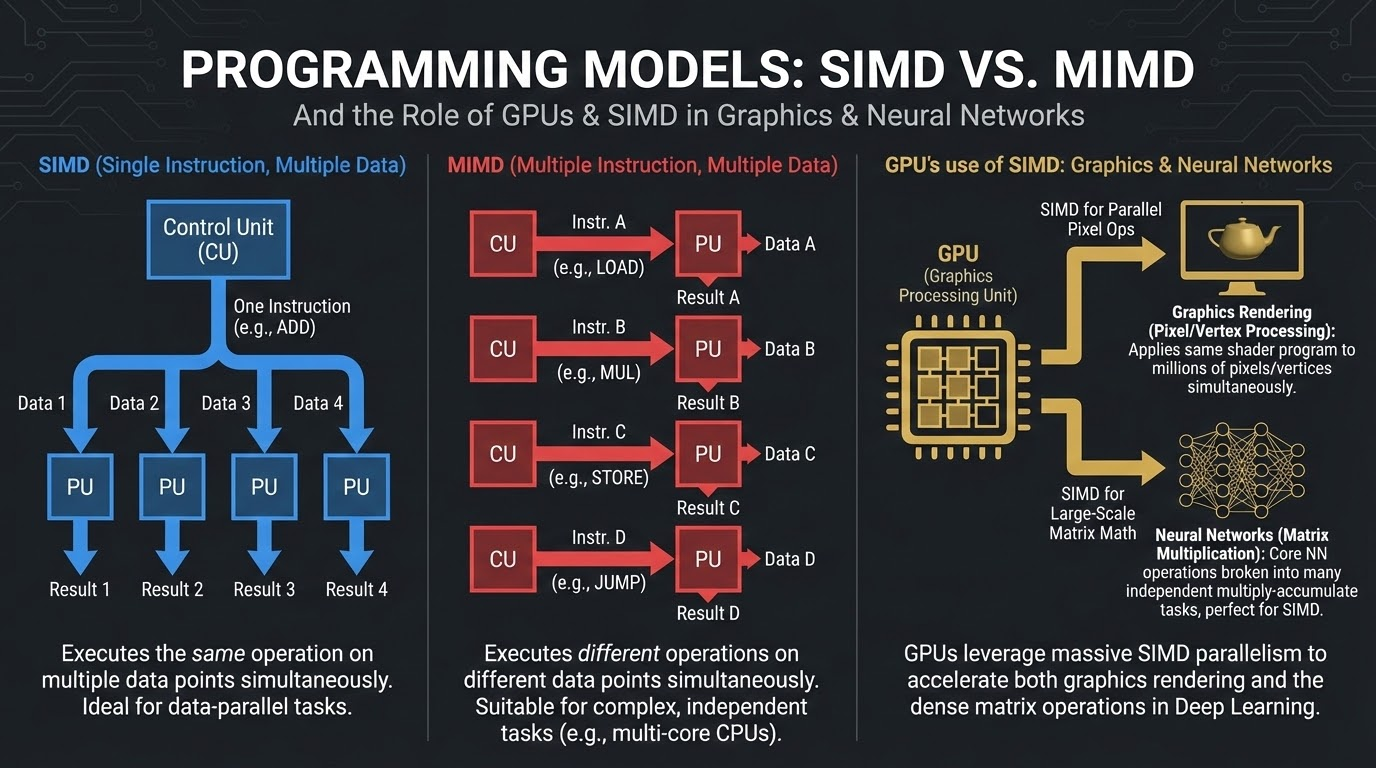 PROGRAMMING MODELS: SIMD VS. MIMD
And the Role of GPUs & SIMD in Graphics & Neural Networks
SIMD (Single Instruction, Multiple Data)
Control Unit
(CU)
One Instruction
(e.g., ADD)
Data 1
Data 2
Data 3
Data 4
PU
PU
PU
PU
Result 1
Result 2
Result 3
Result 4
Executes the same operation on
multiple data points simultaneously.
Ideal for data-parallel tasks.
MIMD (Multiple Instruction, Multiple Data)
CU
Instr. A
(e.g., LOAD)
PU
Data A
Result A
CU
Instr. B
(e.g., MUL)
PU
Data B
Result B
CU
Instr. C
(e.g., STORE)
PU
Data C
Result C
CU
Instr. D
(e.g., JUMP)
PU
Data D
Result D
Executes different operations on
different data points simultaneously.
Suitable for complex, independent
tasks (e.g., multi-core CPUs).
GPU's use of SIMD: Graphics & Neural Networks
GPU
(Graphics
Processing Unit)
SIMD for Parallel
Pixel Ops
Graphics Rendering
(Pixel/Vertex Processing):
Applies same shader program to
millions of pixels/vertices
simultaneously.
SIMD for
Large-Scale
Matrix Math
Neural Networks (Matrix
Multiplication): Core NN
operations broken into many
independent multiply-accumulate
tasks, perfect for SIMD.
GPUs leverage massive SIMD parallelism to
accelerate both graphics rendering and the
dense matrix operations in Deep Learning.